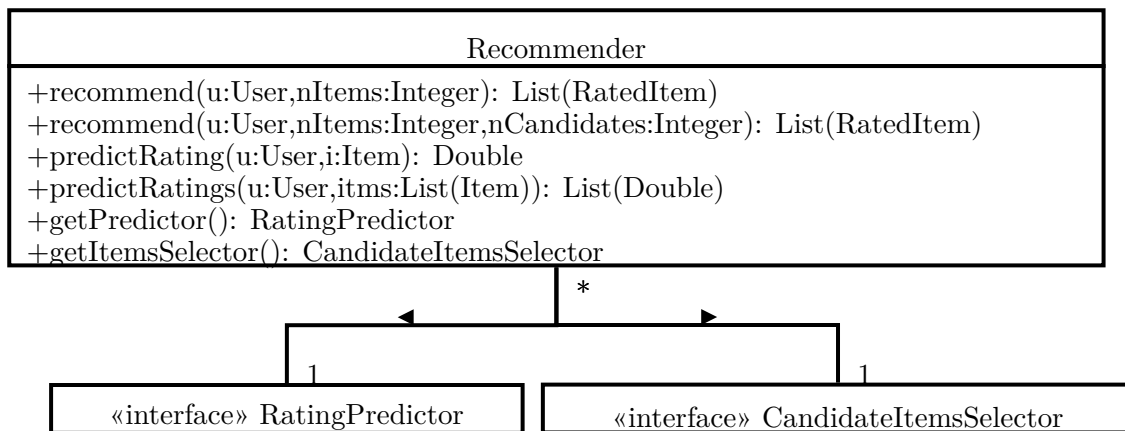 Recommender
+recommend(u:User,nItems:Integer): List(RatedItem)
+recommend(u:User,nItems:Integer,nCandidates:Integer): List(RatedItem)
+predictRating(u:User,i:Item): Double
+predictRatings(u:User,itms:List(Item)): List(Double)
+getPredictor(): RatingPredictor
+getItemsSelector(): CandidateItemsSelector
*
1 1
«interface» RatingPredictor «interface» CandidateItemsSelector